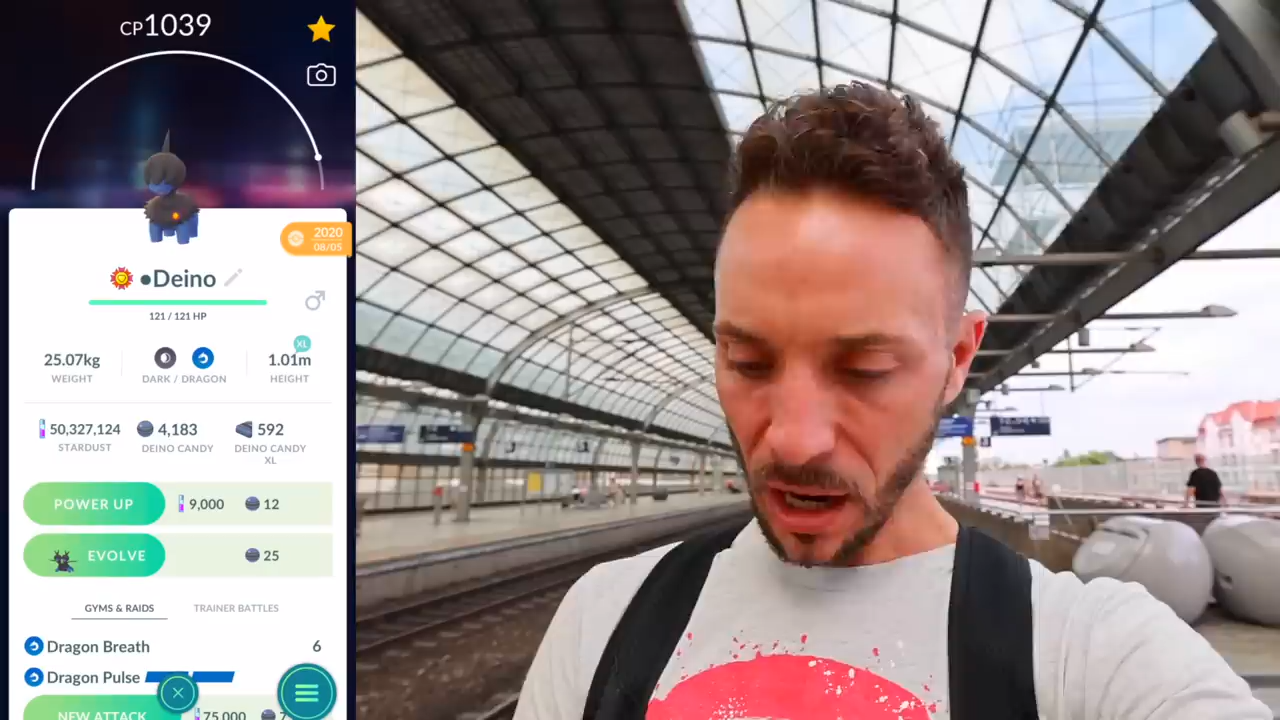 CP1039
2020
08/05
●Deino
121 / 121 HP
25.07kg
WEIGHT
DARK / DRAGON
XL
1.01m
HEIGHT
50,327,124
STARDUST
4,183
DEINO CANDY
592
DEINO CANDY
XL
POWER UP
9,000
12
EVOLVE
25
GYMS & RAIDS
TRAINER BATTLES
Dragon Breath
6
Dragon Pulse
NEW ATTACK
75,000